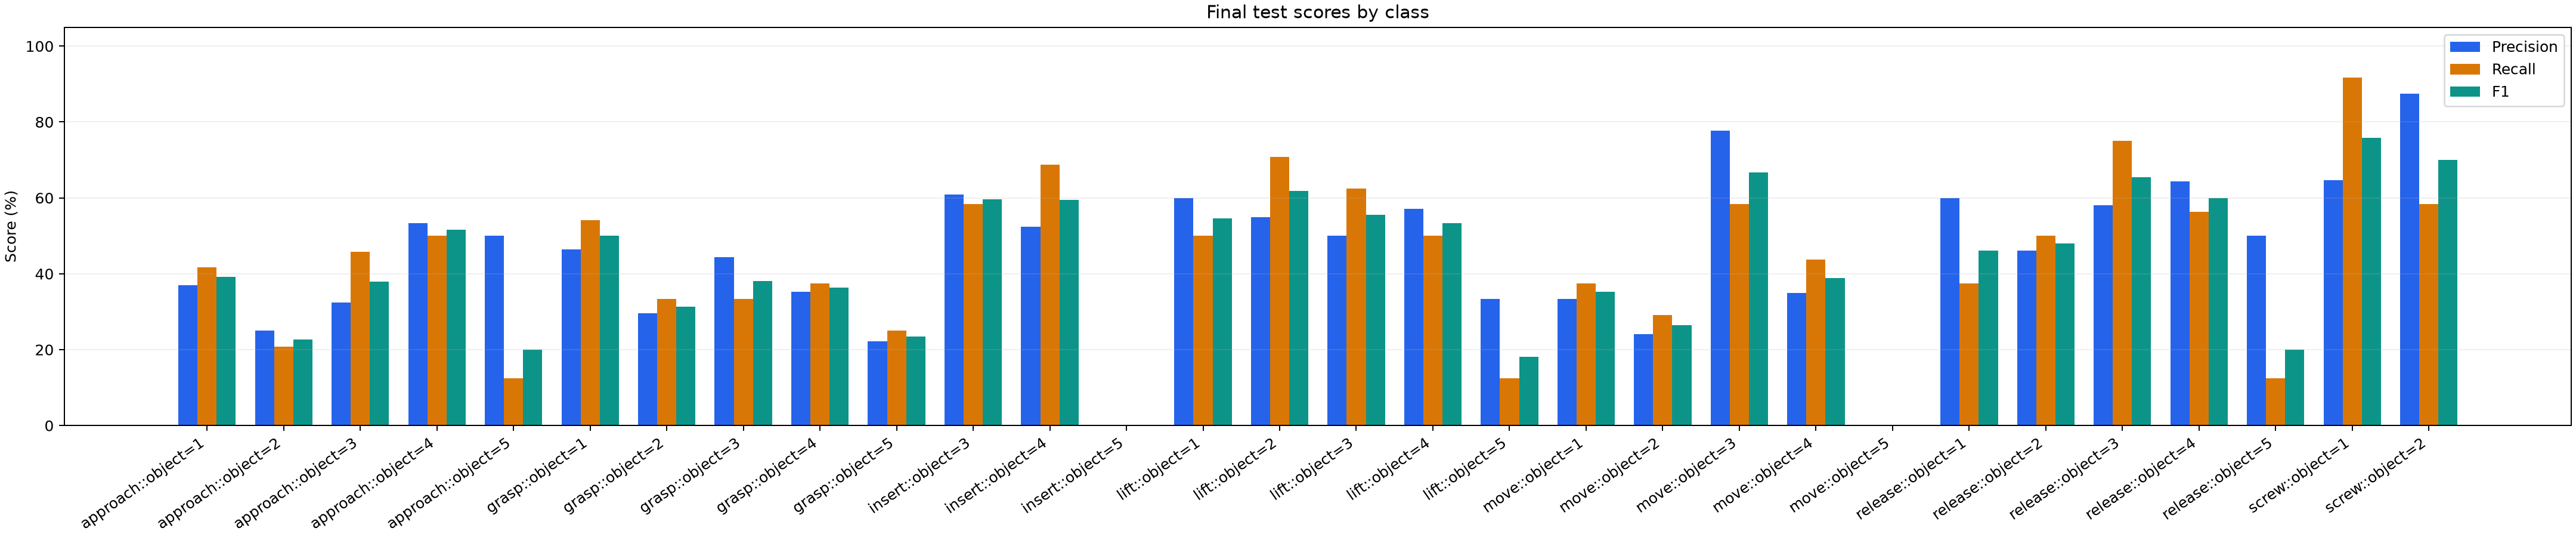 Final test scores by class
Precision
Recall
F1
Score (%)
100
80
60
40
20
0
approach::object=1
approach::object=2
approach::object=3
approach::object=4
approach::object=5
grasp::object=1
grasp::object=2
grasp::object=3
grasp::object=4
grasp::object=5
insert::object=3
insert::object=4
insert::object=5
lift::object=1
lift::object=2
lift::object=3
lift::object=4
lift::object=5
move::object=1
move::object=2
move::object=3
move::object=4
move::object=5
release::object=1
release::object=2
release::object=3
release::object=4
release::object=5
screw::object=1
screw::object=2